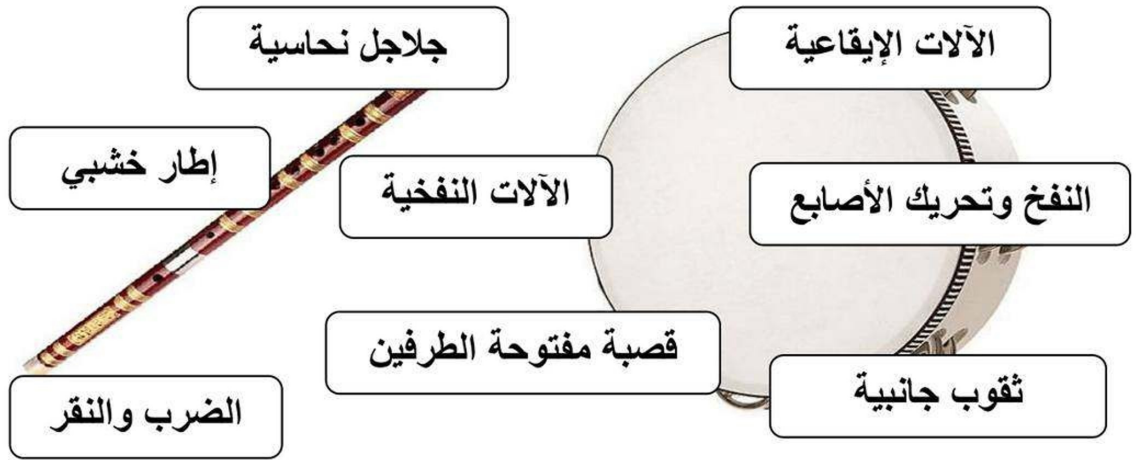 الآلات الإيقاعية
جلاجل نحاسية
إطار خشبي
الآلات النفخية
النفخ وتحريك الأصابع
قصبة مفتوحة الطرفين
ثقوب جانبية
الضرب والنقر